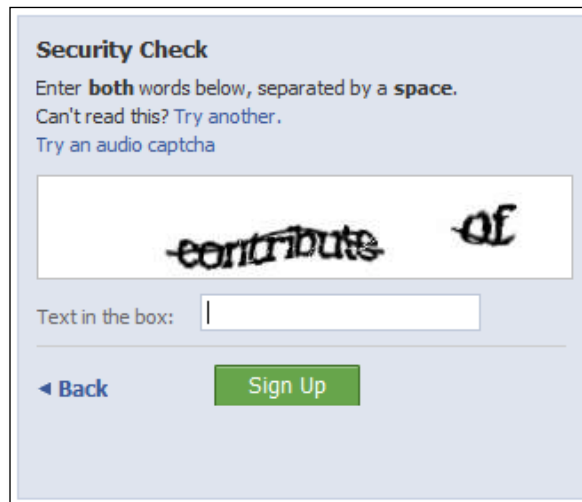 Security Check
Enter both words below, separated by a space.
Can't read this? Try another.
Try an audio captcha
contribute of
Text in the box:
Back Sign Up